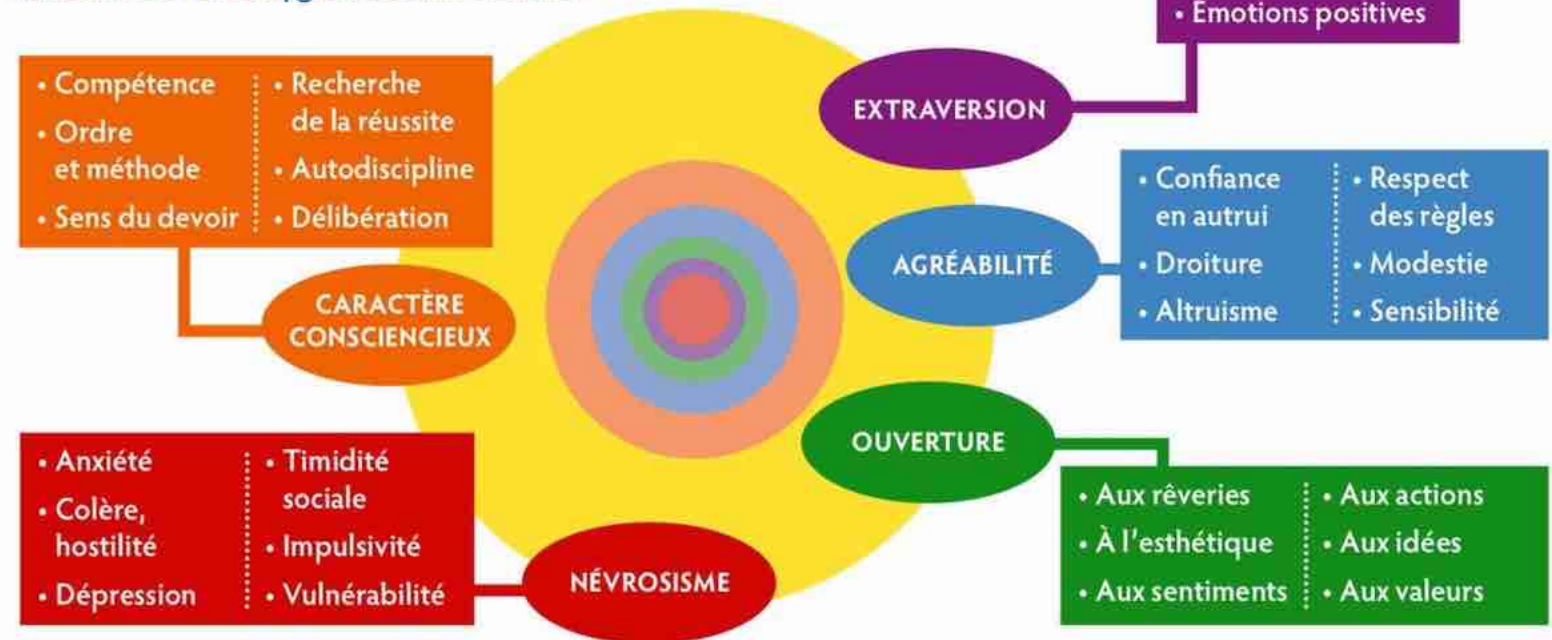 • Émotions positives
EXTRAVERSION
• Compétence
• Ordre
et méthode
• Sens du devoir
• Recherche
de la réussite
• Autodiscipline
• Délibération
CARACTÈRE
CONSCIENCIEUX
• Confiance
en autrui
• Droiture
• Altruisme
• Respect
des règles
• Modestie
• Sensibilité
AGRÉABILITÉ
OUVERTURE
• Aux rêveries
• À l'esthétique
• Aux sentiments
• Aux actions
• Aux idées
• Aux valeurs
• Anxiété
• Colère,
hostilité
• Dépression
• Timidité
sociale
• Impulsivité
• Vulnérabilité
NÉVROSISME